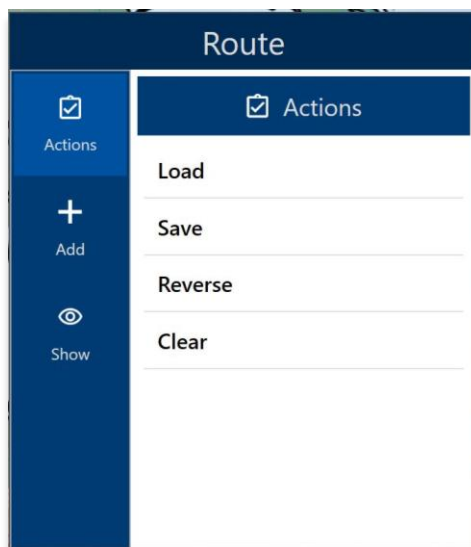 Route
Actions
Add
Show
Actions
Load
Save
Reverse
Clear